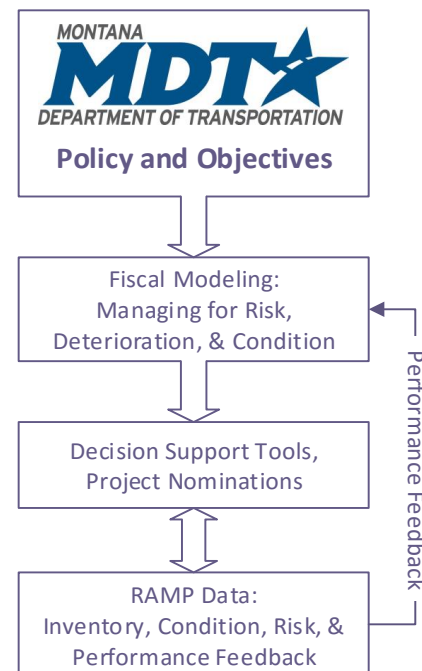 MONTANA
MDT
DEPARTMENT OF TRANSPORTATION
Policy and Objectives
Fiscal Modeling:
Managing for Risk,
Deterioration, & Condition
Performance Feedback
Decision Support Tools,
Project Nominations
RAMP Data:
Inventory, Condition, Risk, &
Performance Feedback